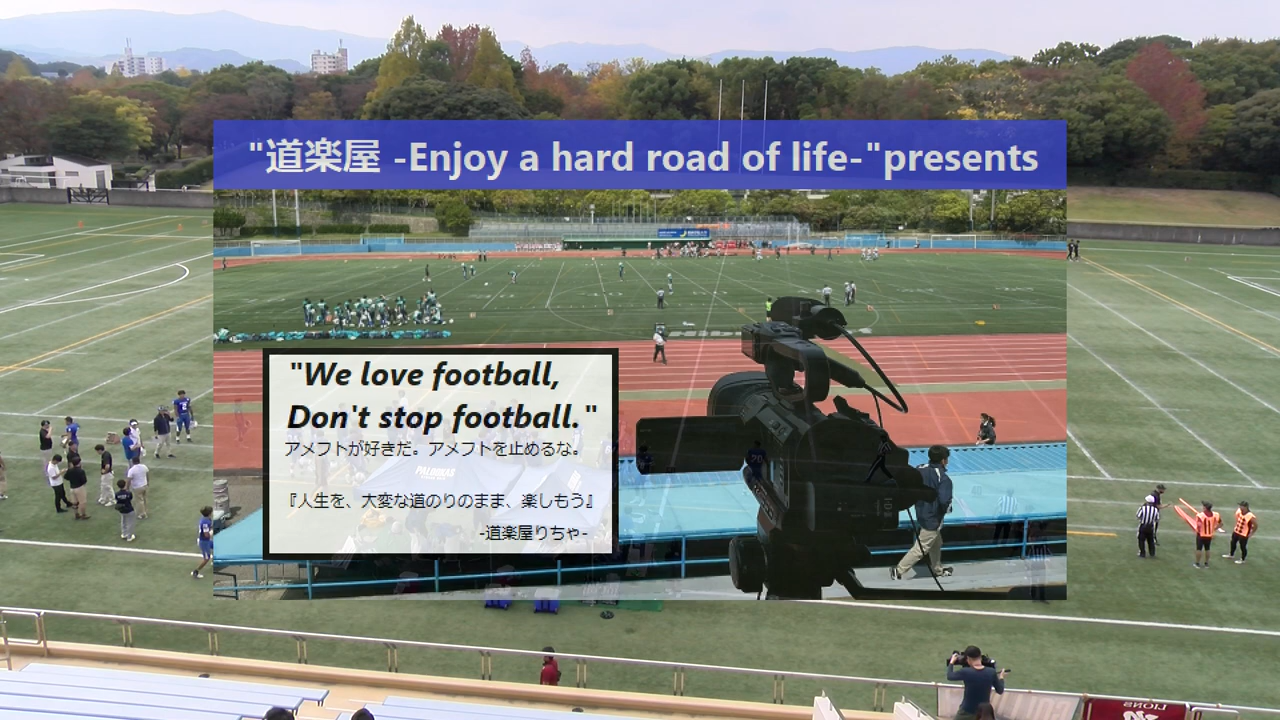 "道楽屋 -Enjoy a hard road of life-"presents
"We love football,
Don't stop football."
アメフトが好きだ。アメフトを止めるな。
『人生を、大変な道のりのまま、楽しもう』
-道楽屋りちゃ-
LIONS